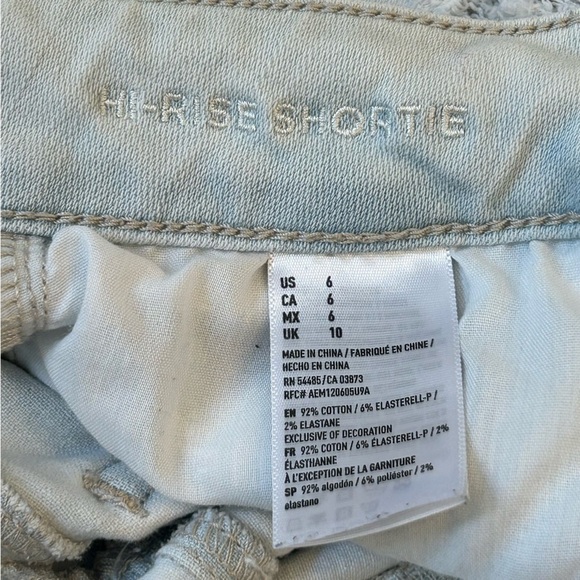 HI-RISE SHORTIE
US 6
CA 6
MX 6
UK 10
MADE IN CHINA / FABRIQUÉ EN CHINE /
HECHO EN CHINA
RN 54485/CA 03873
RFC# AEM120605U9A
EN 92% COTTON / 6% ELASTERELL-P /
2% ELASTANE
EXCLUSIVE OF DECORATION
FR 92% COTON / 6% ÉLASTERELL-P / 2%
ÉLASTHANNE
À L'EXCEPTION DE LA GARNITURE
SP 92% algodón / 6% poliéster / 2%
elastano